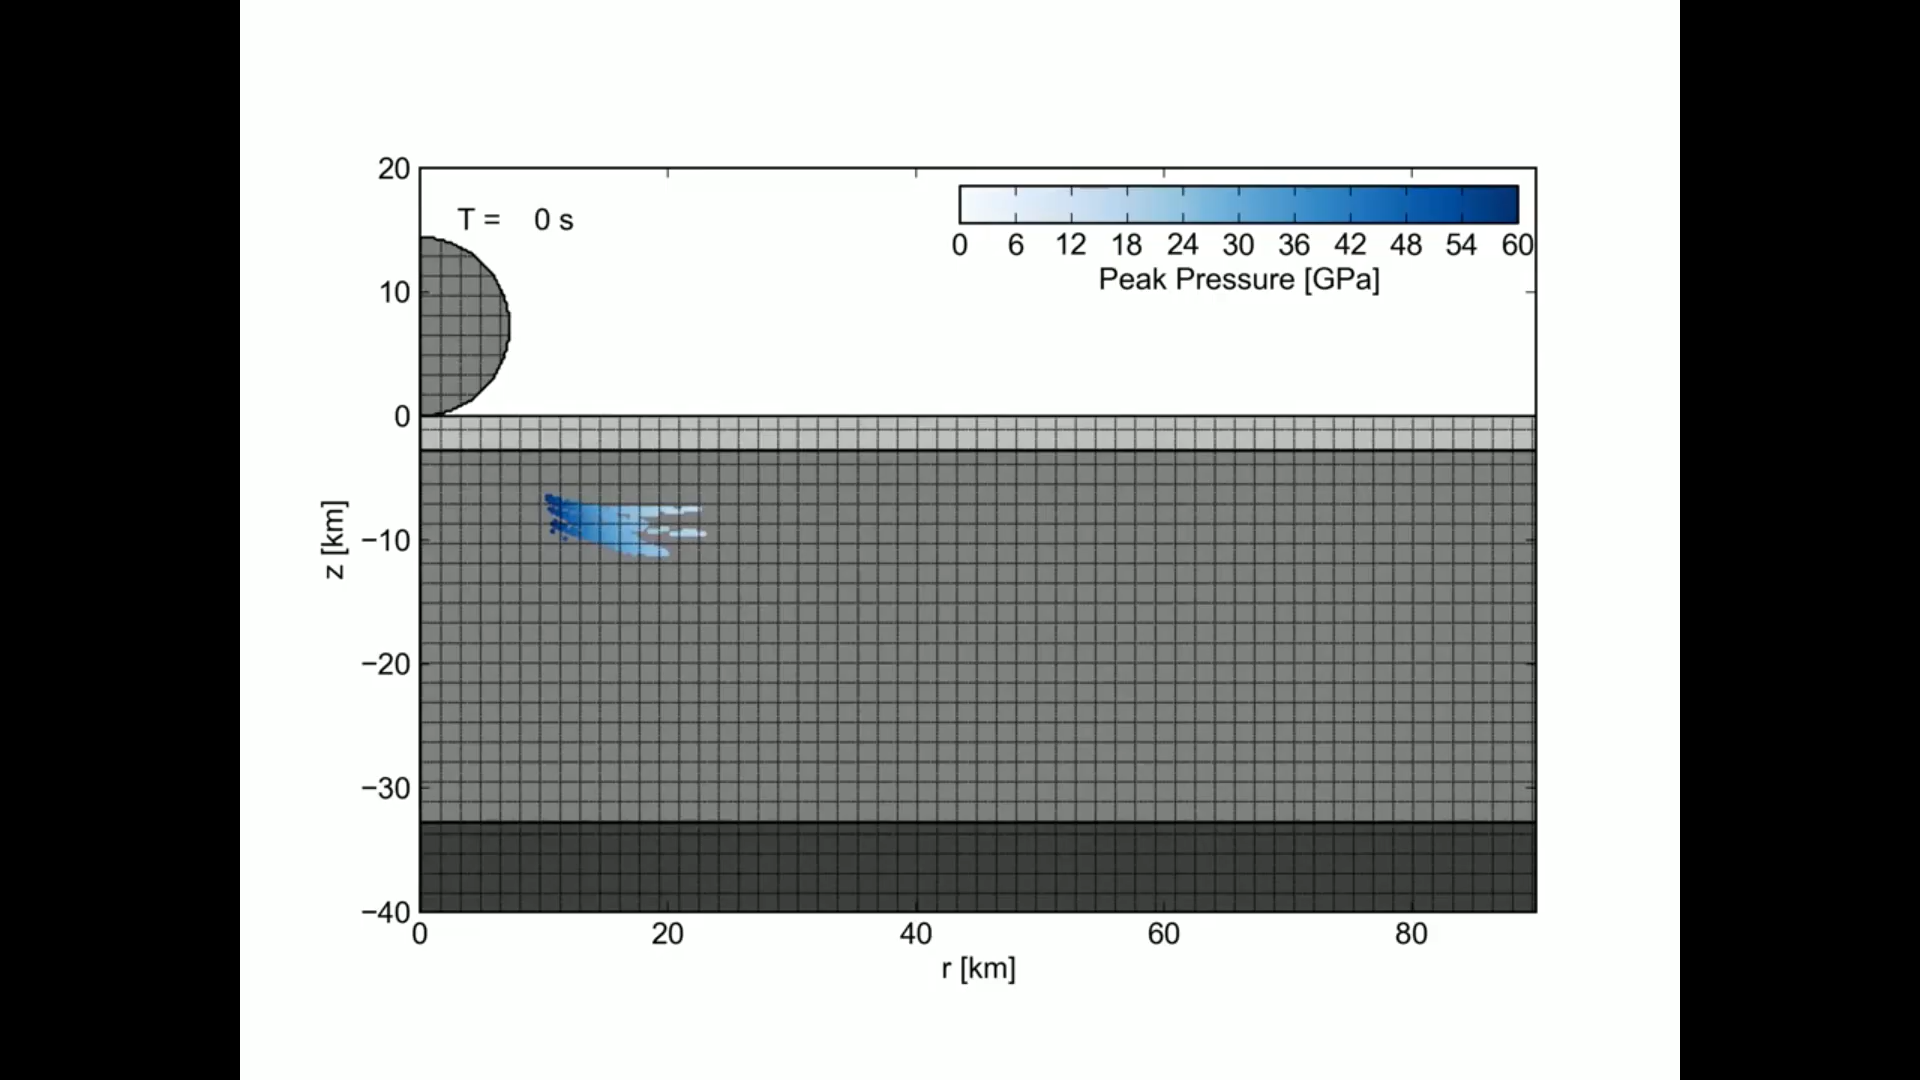 20
T = 0 s
0 6 12 18 24 30 36 42 48 54 60
Peak Pressure [GPa]
10
0
z [km]
−10
−20
−30
−40
0 20 40 60 80
r [km]